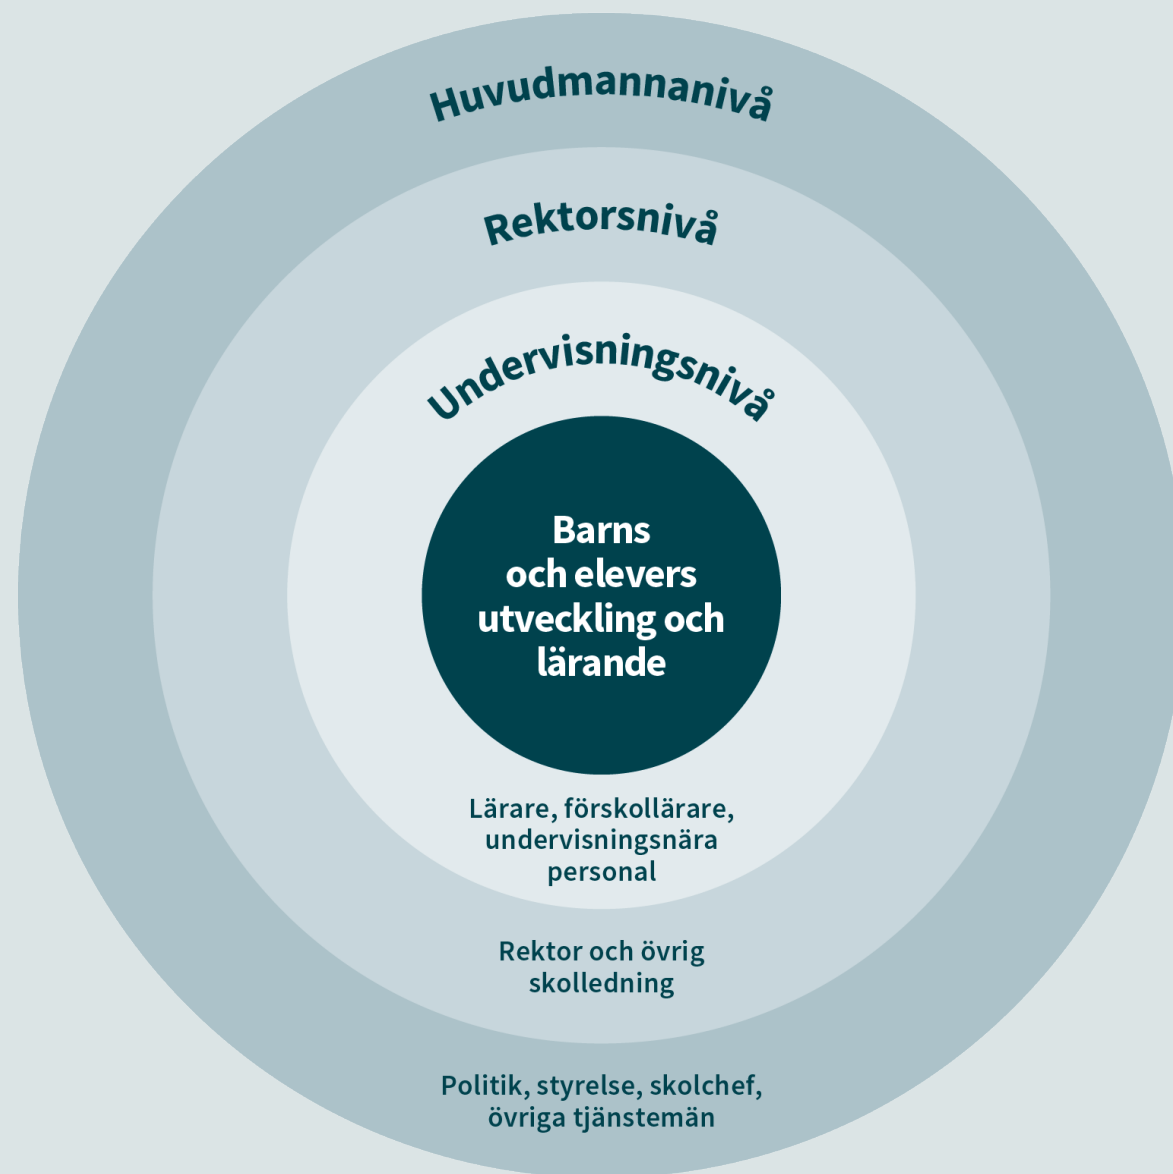 Huvudmannanivå
Rektorsnivå
Undervisningsnivå
Barns
och elevers
utveckling och
lärande
Lärare, förskollärare,
undervisningsnära
personal
Rektor och övrig
skolledning
Politik, styrelse, skolchef,
övriga tjänstemän